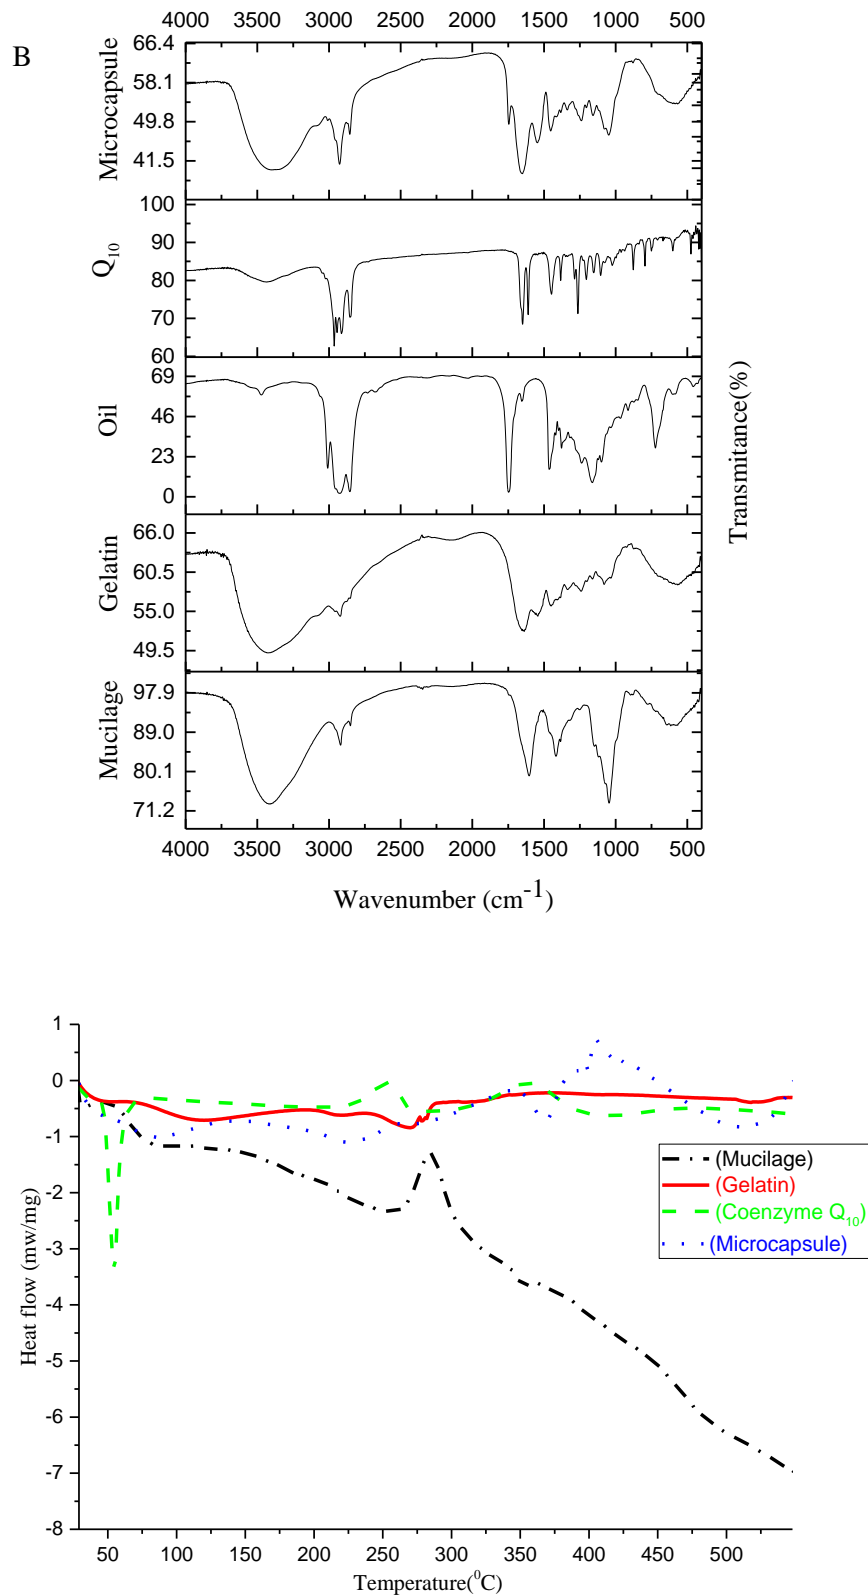 B
4000 3500 3000 2500 2000 1500 1000 500
Microcapsule
66.4
58.1
49.8
41.5
Q10
100
90
80
70
60
Oil
69
46
23
0
Gelatin
66.0
60.5
55.0
49.5
Mucilage
97.9
89.0
80.1
71.2
Transmitance(%)
4000 3500 3000 2500 2000 1500 1000 500
Wavenumber (cm-1)
Heat flow (mw/mg)
1
0
-1
-2
-3
-4
-5
-6
-7
-8
(Mucilage)
(Gelatin)
(Coenzyme Q10)
(Microcapsule)
50 100 150 200 250 300 350 400 450 500
Temperature(0C)